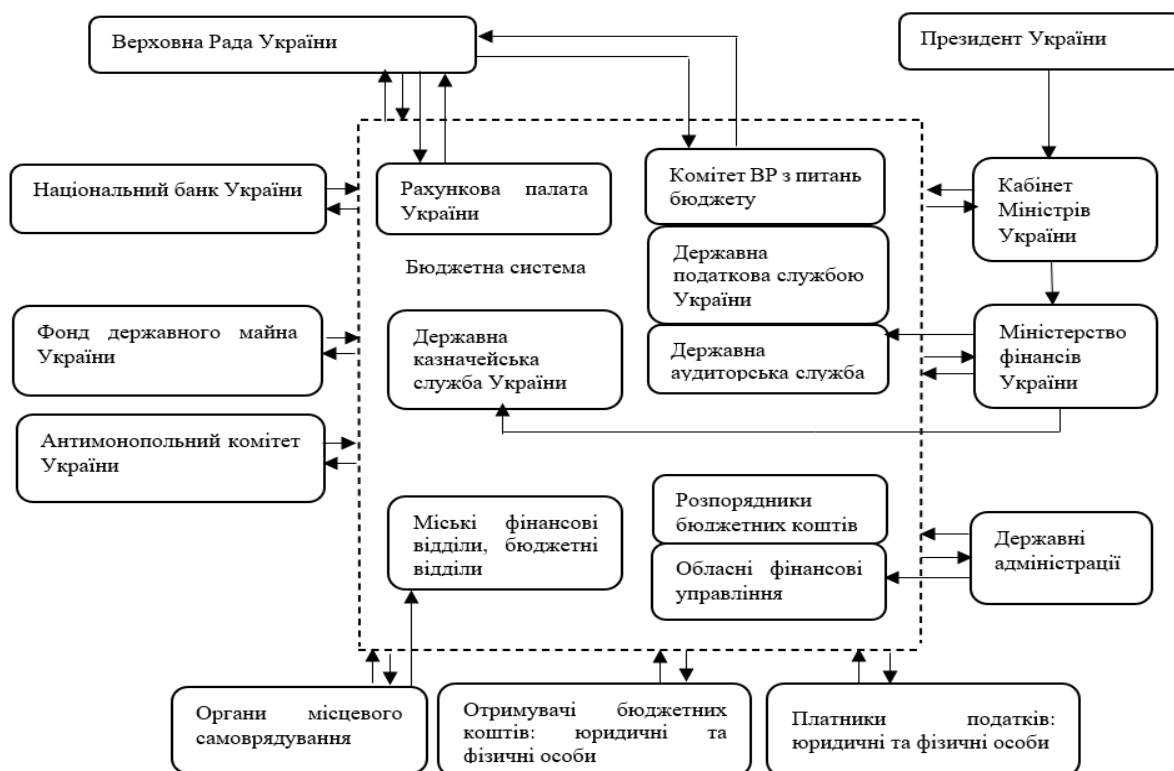 Верховна Рада України
Президент України
Національний банк України
Рахункова палата
України
Комітет ВР з питань
бюджету
Кабінет
Міністрів
України
Бюджетна система
Державна
податкова службою
України
Фонд державного майна
України
Державна
казначейська
служба України
Державна
аудиторська служба
Міністерство
фінансів
України
Антимонопольний комітет
України
Міські фінансові
відділи, бюджетні
відділи
Розпорядники
бюджетних коштів
Обласні фінансові
управління
Державні
адміністрації
Органи місцевого
самоврядування
Отримувачі бюджетних
коштів: юридичні та
фізичні особи
Платники податків:
юридичні та фізичні особи